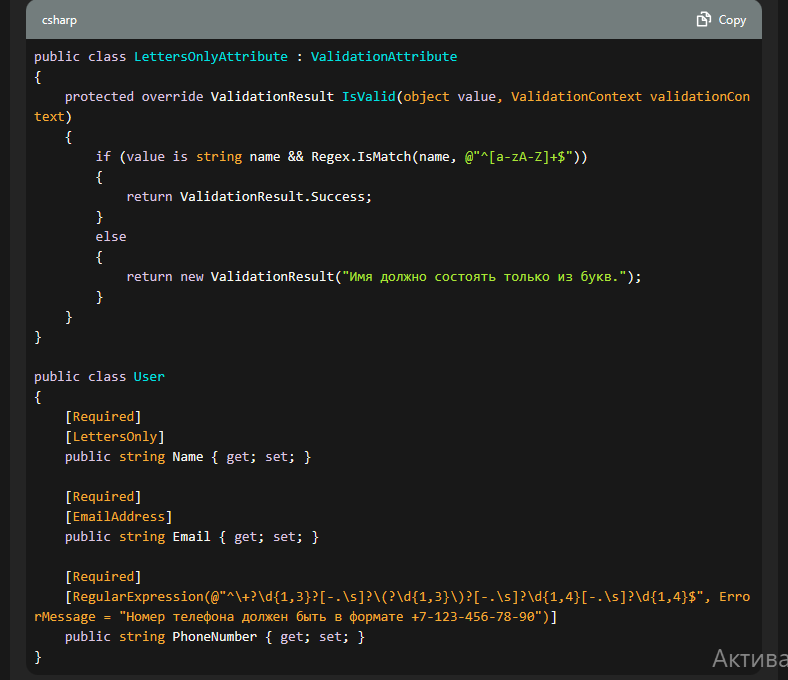 csharp
Copy
public class LettersOnlyAttribute : ValidationAttribute
{
    protected override ValidationResult IsValid(object value, ValidationContext validationCon
text)
    {
        if (value is string name && Regex.IsMatch(name, @"^[a-zA-Z]+$"))
        {
            return ValidationResult.Success;
        }
        else
        {
            return new ValidationResult("Имя должно состоять только из букв.");
        }
    }
}

public class User
{
    [Required]
    [LettersOnly]
    public string Name { get; set; }

    [Required]
    [EmailAddress]
    public string Email { get; set; }

    [Required]
    [RegularExpression(@"^\+?\d{1,3}?[-.\s]?\(?\d{1,3}\)?[-.\s]?\d{1,4}[-.\s]?\d{1,4}$", Erro
rMessage = "Номер телефона должен быть в формате +7-123-456-78-90")]
    public string PhoneNumber { get; set; }
}
Актива